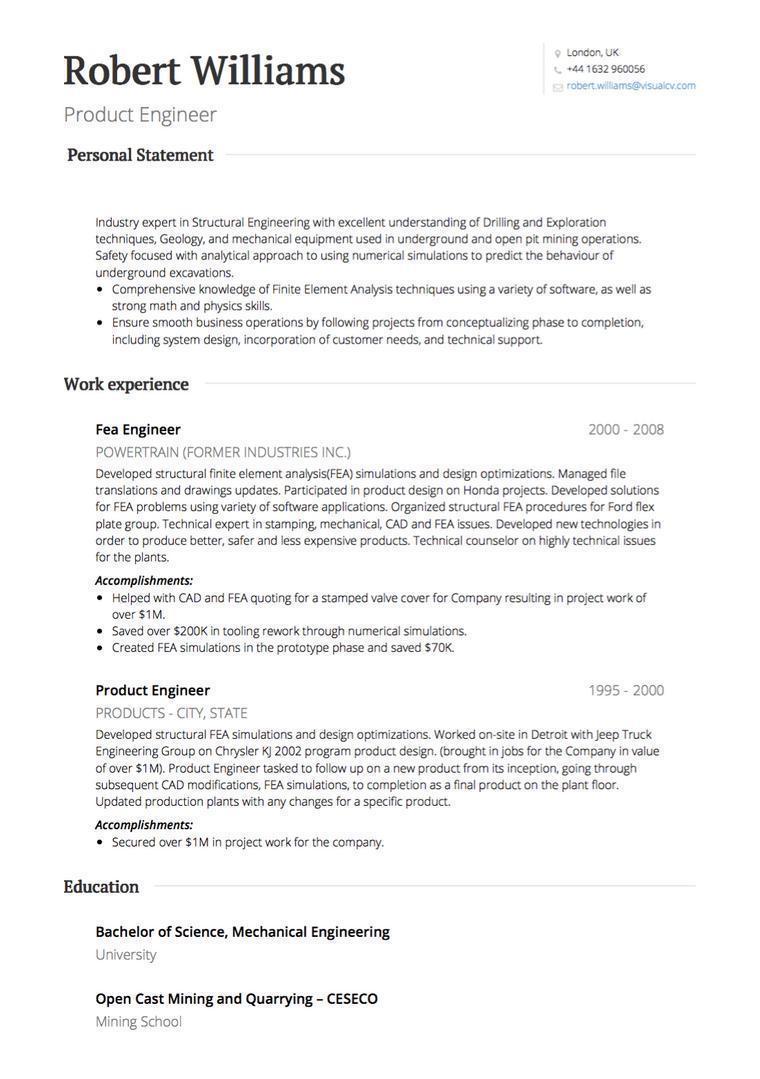 Robert Williams
Product Engineer
London, UK
+44 1632 960056
robert.williams@visualcv.com
Personal Statement
Industry expert in Structural Engineering with excellent understanding of Drilling and Exploration
techniques, Geology, and mechanical equipment used in underground and open pit mining operations.
Safety focused with analytical approach to using numerical simulations to predict the behaviour of
underground excavations.
• Comprehensive knowledge of Finite Element Analysis techniques using a variety of software, as well as
strong math and physics skills.
• Ensure smooth business operations by following projects from conceptualizing phase to completion,
including system design, incorporation of customer needs, and technical support.
Work experience
Fea Engineer 2000 - 2008
POWERTRAIN (FORMER INDUSTRIES INC.)
Developed structural finite element analysis(FEA) simulations and design optimizations. Managed file
translations and drawings updates. Participated in product design on Honda projects. Developed solutions
for FEA problems using variety of software applications. Organized structural FEA procedures for Ford flex
plate group. Technical expert in stamping, mechanical, CAD and FEA issues. Developed new technologies in
order to produce better, safer and less expensive products. Technical counselor on highly technical issues
for the plants.
Accomplishments:
• Helped with CAD and FEA quoting for a stamped valve cover for Company resulting in project work of
over $1M.
• Saved over $200K in tooling rework through numerical simulations.
• Created FEA simulations in the prototype phase and saved $70K.
Product Engineer 1995 - 2000
PRODUCTS - CITY, STATE
Developed structural FEA simulations and design optimizations. Worked on-site in Detroit with Jeep Truck
Engineering Group on Chrysler KJ 2002 program product design. (brought in jobs for the Company in value
of over $1M). Product Engineer tasked to follow up on a new product from its inception, going through
subsequent CAD modifications, FEA simulations, to completion as a final product on the plant floor.
Updated production plants with any changes for a specific product.
Accomplishments:
• Secured over $1M in project work for the company.
Education
Bachelor of Science, Mechanical Engineering
University
Open Cast Mining and Quarrying – CESECO
Mining School